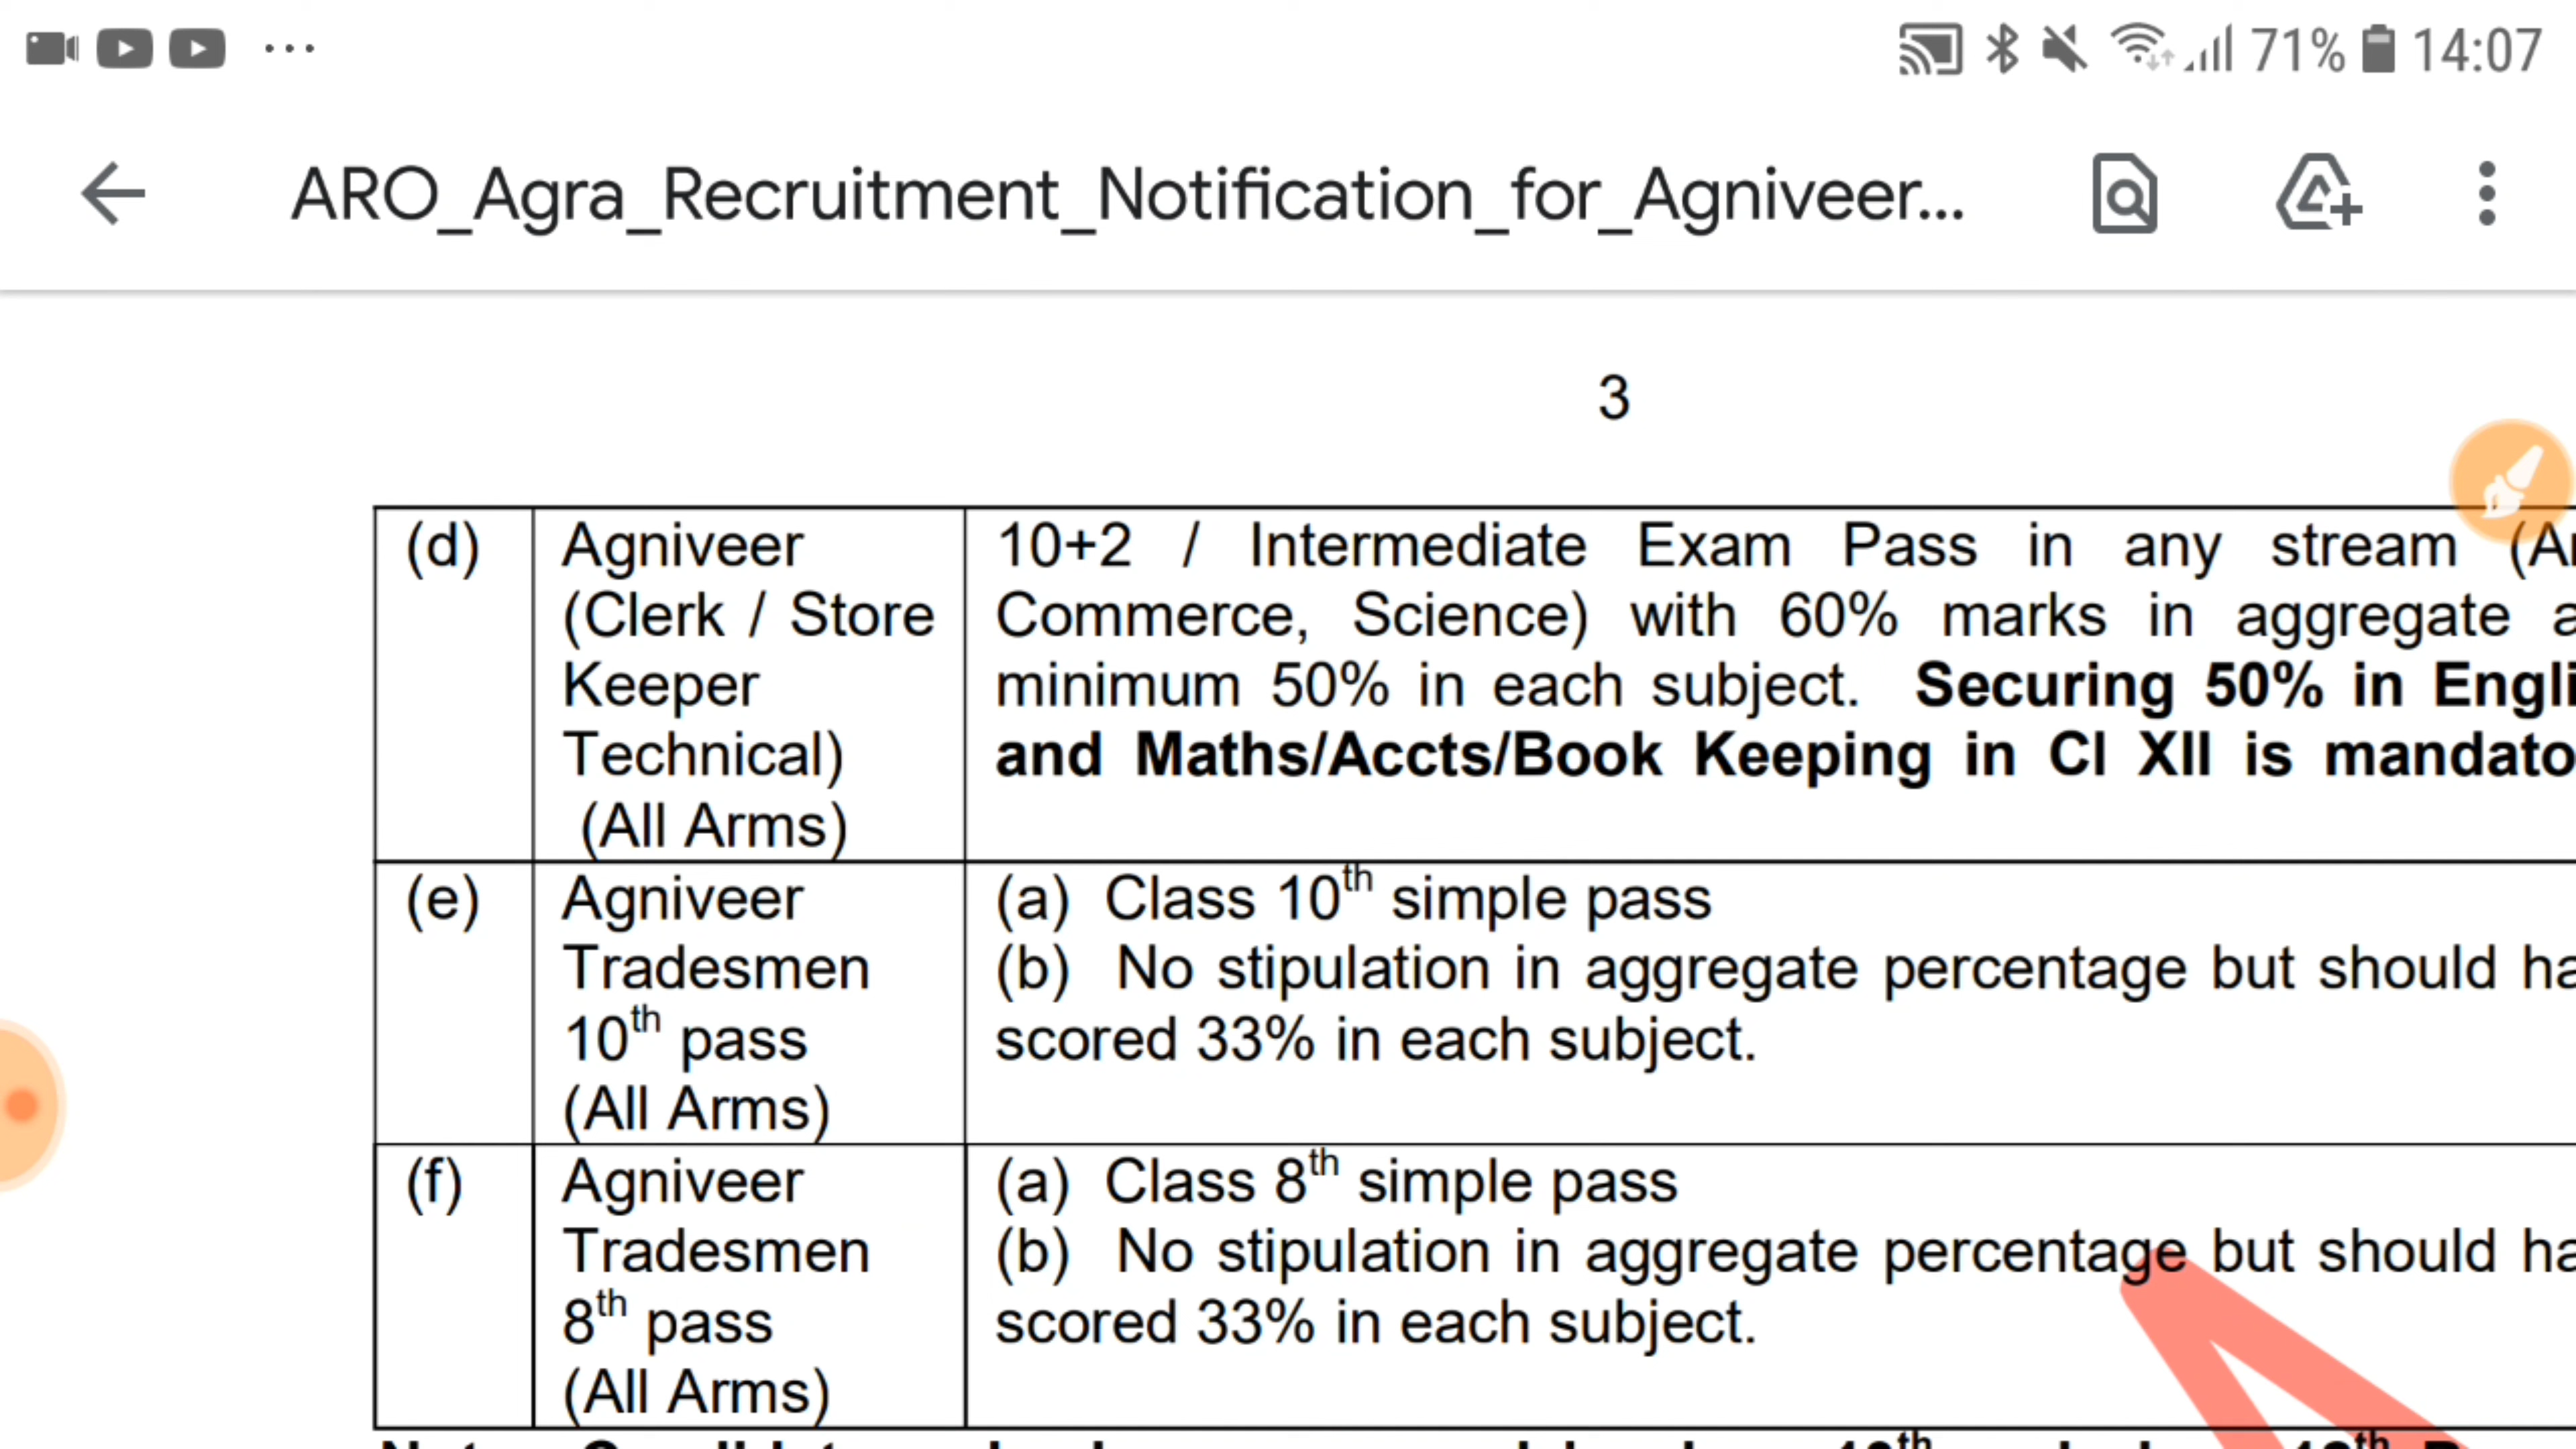 71% 14:07
ARO_Agra_Recruitment_Notification_for_Agniveer...
3
(d) Agniveer 10+2 / Intermediate Exam Pass in any stream
(Clerk / Store Commerce, Science) with 60% marks in aggregate
Keeper minimum 50% in each subject. Securing 50% in
Technical) and Maths/Accts/Book Keeping in Cl XII is
(All Arms)
(e) Agniveer (a) Class 10th simple pass
Tradesmen (b) No stipulation in aggregate percentage but should
10th pass scored 33% in each subject.
(All Arms)
(f) Agniveer (a) Class 8th simple pass
Tradesmen (b) No stipulation in aggregate percentage but should
8th pass scored 33% in each subject.
(All Arms)